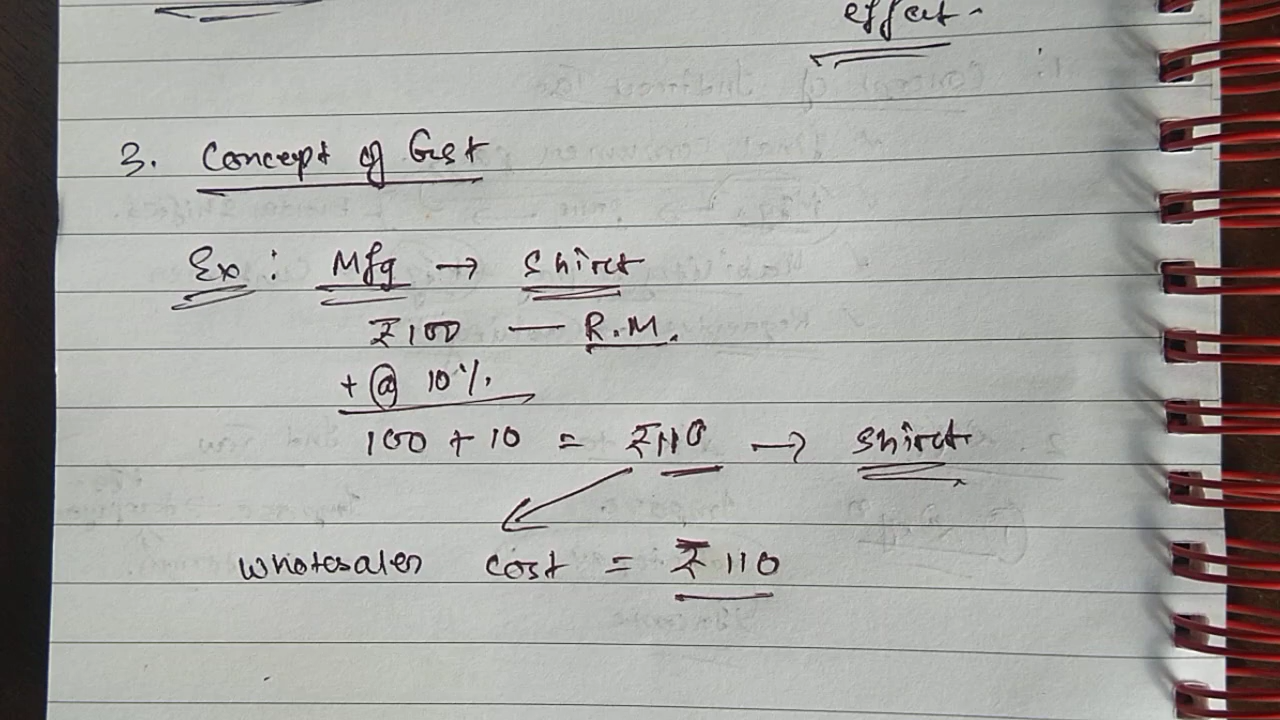 effect.
3. Concept of Gst
Ex : Mfg → Shirt
₹100 — R.M.
+ @ 10%.
100 + 10 = ₹110 → Shirt
Wholesaler cost = ₹110